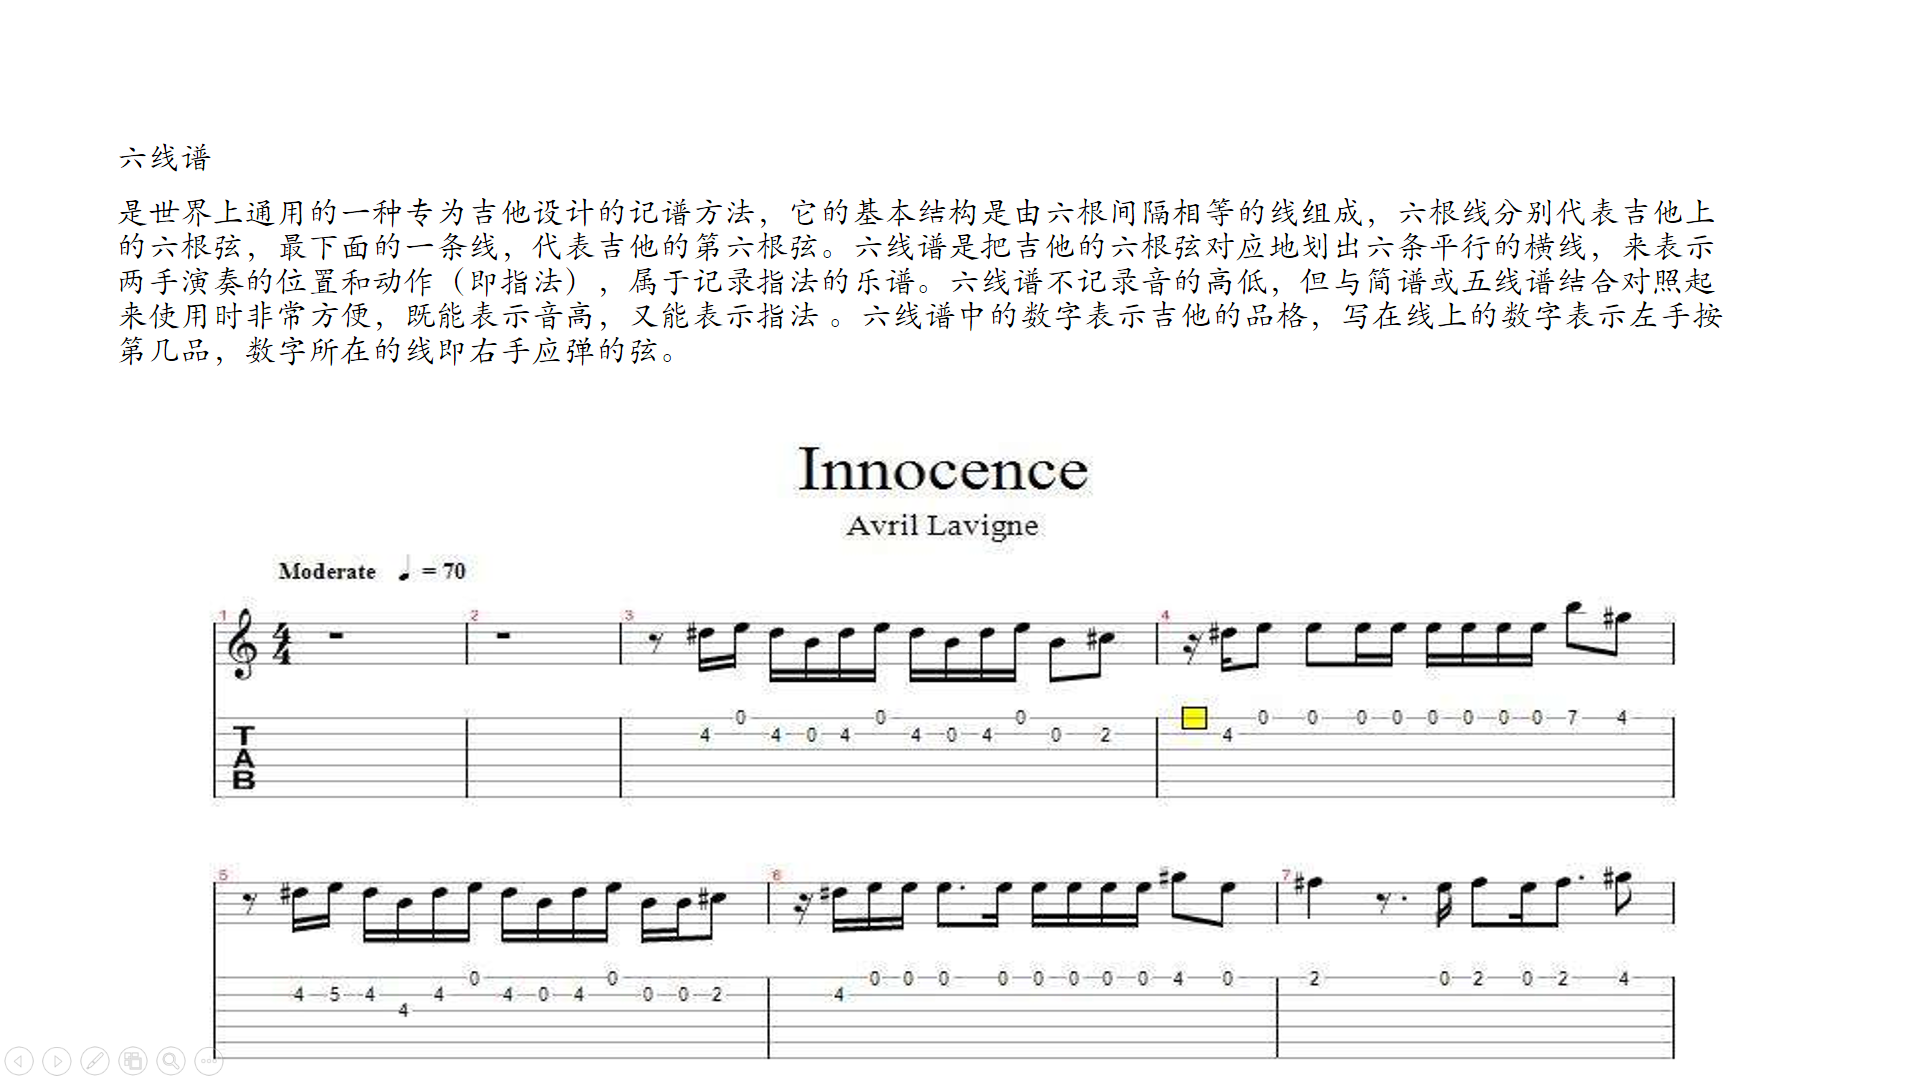 六线谱
是世界上通用的一种专为吉他设计的记谱方法，它的基本结构是由六根间隔相等的线组成，六根线分别代表吉他上
的六根弦，最下面的一条线，代表吉他的第六根弦。六线谱是把吉他的六根弦对应地划出六条平行的横线，来表示
两手演奏的位置和动作（即指法），属于记录指法的乐谱。六线谱不记录音的高低，但与简谱或五线谱结合对照起
来使用时非常方便，既能表示音高，又能表示指法 。六线谱中的数字表示吉他的品格，写在线上的数字表示左手按
第几品，数字所在的线即右手应弹的弦。
Innocence
Avril Lavigne
Moderate ♩ = 70
1 2 3 4
4 4
0 0 0 0 0 0 0 0 0 0 0 7 4
T 4 4 0 4 4 0 4 0 2 4
A
B
5 6 7
0 0 0 0 0 0 0 0 0 0 4 0 2 0 2 0 2 4
4 5 4 4 4 0 4 0 0 2 4
4